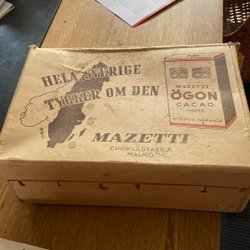 HELA SVERIGE
TYCKER OM DEN
MAZETTI
CHOKLADFABRIK
MALMÖ
MAZETTI
ÖGON
CACAO